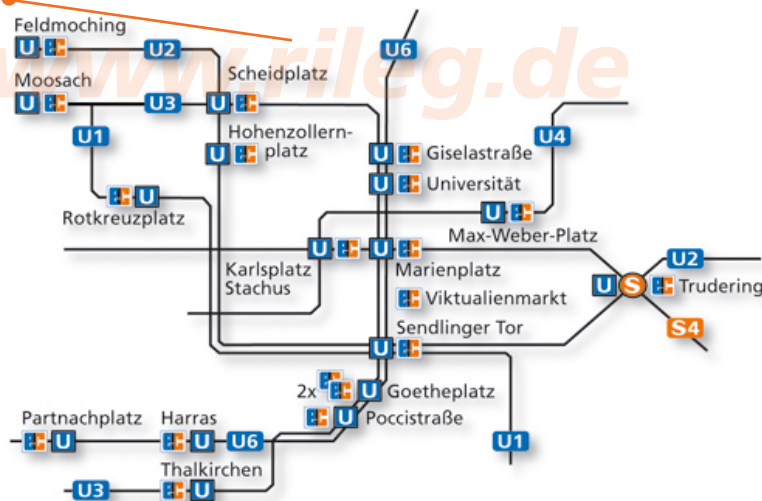 www.rileg.de
Feldmoching
U
U2
U6
Moosach
U
U3
Scheidplatz
U
U1
Hohenzollern-
platz
U
U
Giselastraße
U4
U
Universität
U
Rotkreuzplatz
U
Max-Weber-Platz
U
U
Karlsplatz
Stachus
Marienplatz
U2
U
S
Trudering
Viktualienmarkt
Sendlinger Tor
S4
U
2x
U
Goetheplatz
U
Poccistraße
Partnachplatz
Harras
U
U
U6
U1
Thalkirchen
U3
U